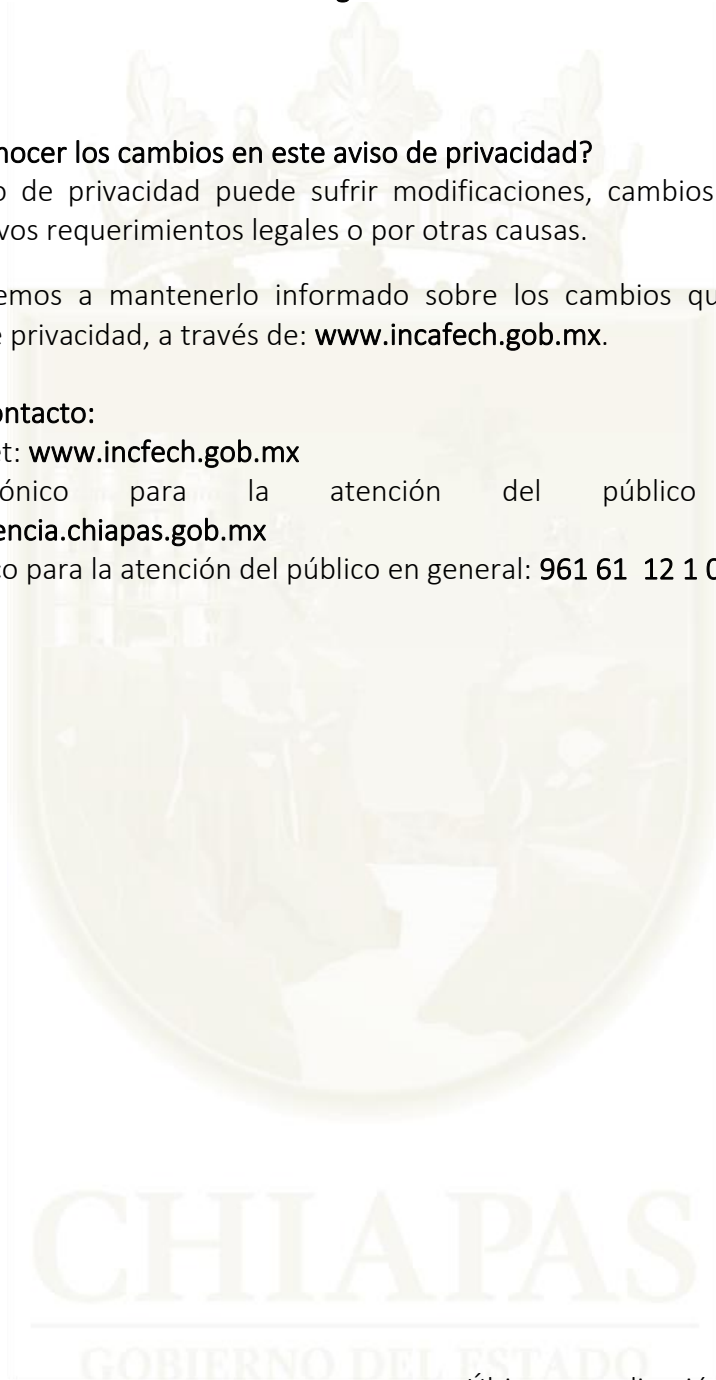 nocer los cambios en este aviso de privacidad?
o de privacidad puede sufrir modificaciones, cambios
vos requerimientos legales o por otras causas.
emos a mantenerlo informado sobre los cambios qu
e privacidad, a través de: www.incafech.gob.mx.
ontacto:
et: www.incfech.gob.mx
ónico para la atención del público
encia.chiapas.gob.mx
co para la atención del público en general: 961 61 12 1 0
CHIAPAS
GOBIERNO DEL ESTADO